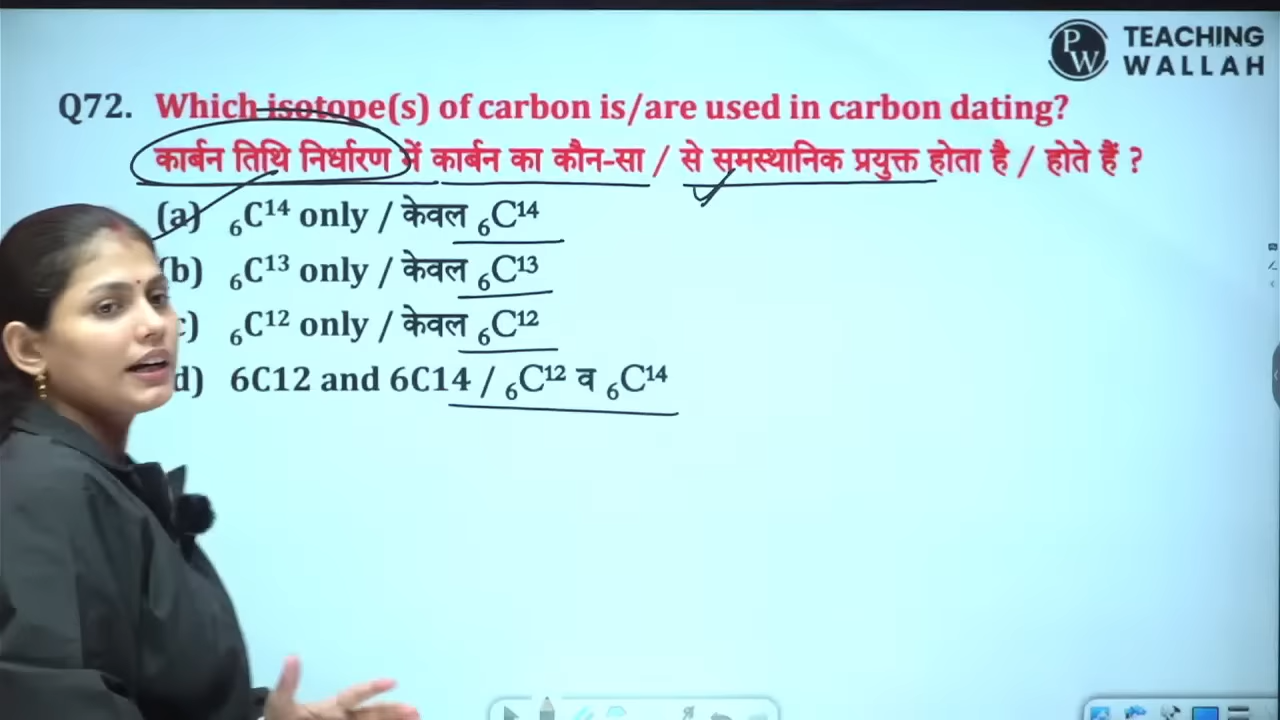 PW TEACHING
WALLAH
Q72. Which isotope(s) of carbon is/are used in carbon dating?
कार्बन तिथि निर्धारण में कार्बन का कौन-सा / से समस्थानिक प्रयुक्त होता है / होते हैं ?
(a) ₆C¹⁴ only / केवल ₆C¹⁴
(b) ₆C¹³ only / केवल ₆C¹³
c) ₆C¹² only / केवल ₆C¹²
d) 6C12 and 6C14 / ₆C¹² व ₆C¹⁴